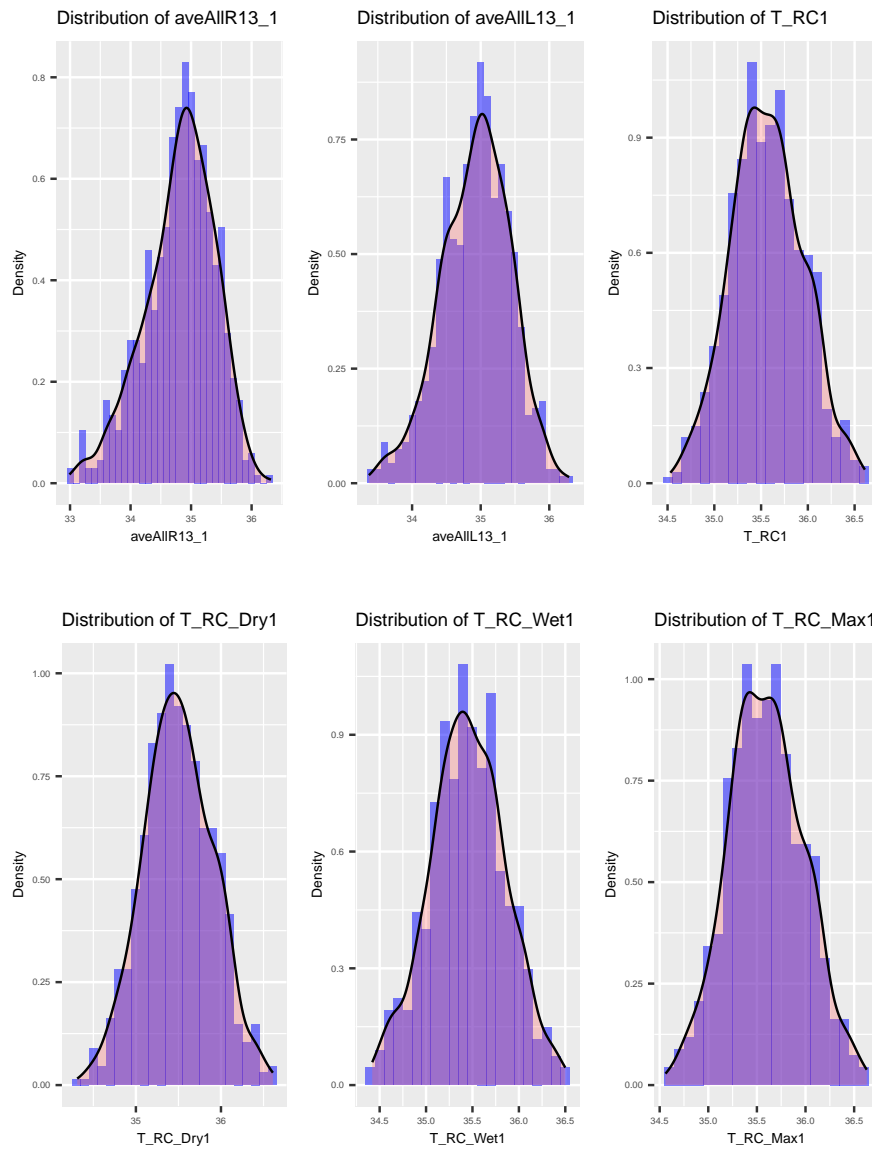 Distribution of aveAllR13_1
0.8
0.6
0.4
0.2
0.0
Density
33 34 35 36
aveAllR13_1
Distribution of aveAllL13_1
0.75
0.50
0.25
0.00
Density
34 35 36
aveAllL13_1
Distribution of T_RC1
0.9
0.6
0.3
0.0
Density
34.5 35.0 35.5 36.0 36.5
T_RC1
Distribution of T_RC_Dry1
1.00
0.75
0.50
0.25
0.00
Density
35 36
T_RC_Dry1
Distribution of T_RC_Wet1
0.9
0.6
0.3
0.0
Density
34.5 35.0 35.5 36.0 36.5
T_RC_Wet1
Distribution of T_RC_Max1
1.00
0.75
0.50
0.25
0.00
Density
34.5 35.0 35.5 36.0 36.5
T_RC_Max1